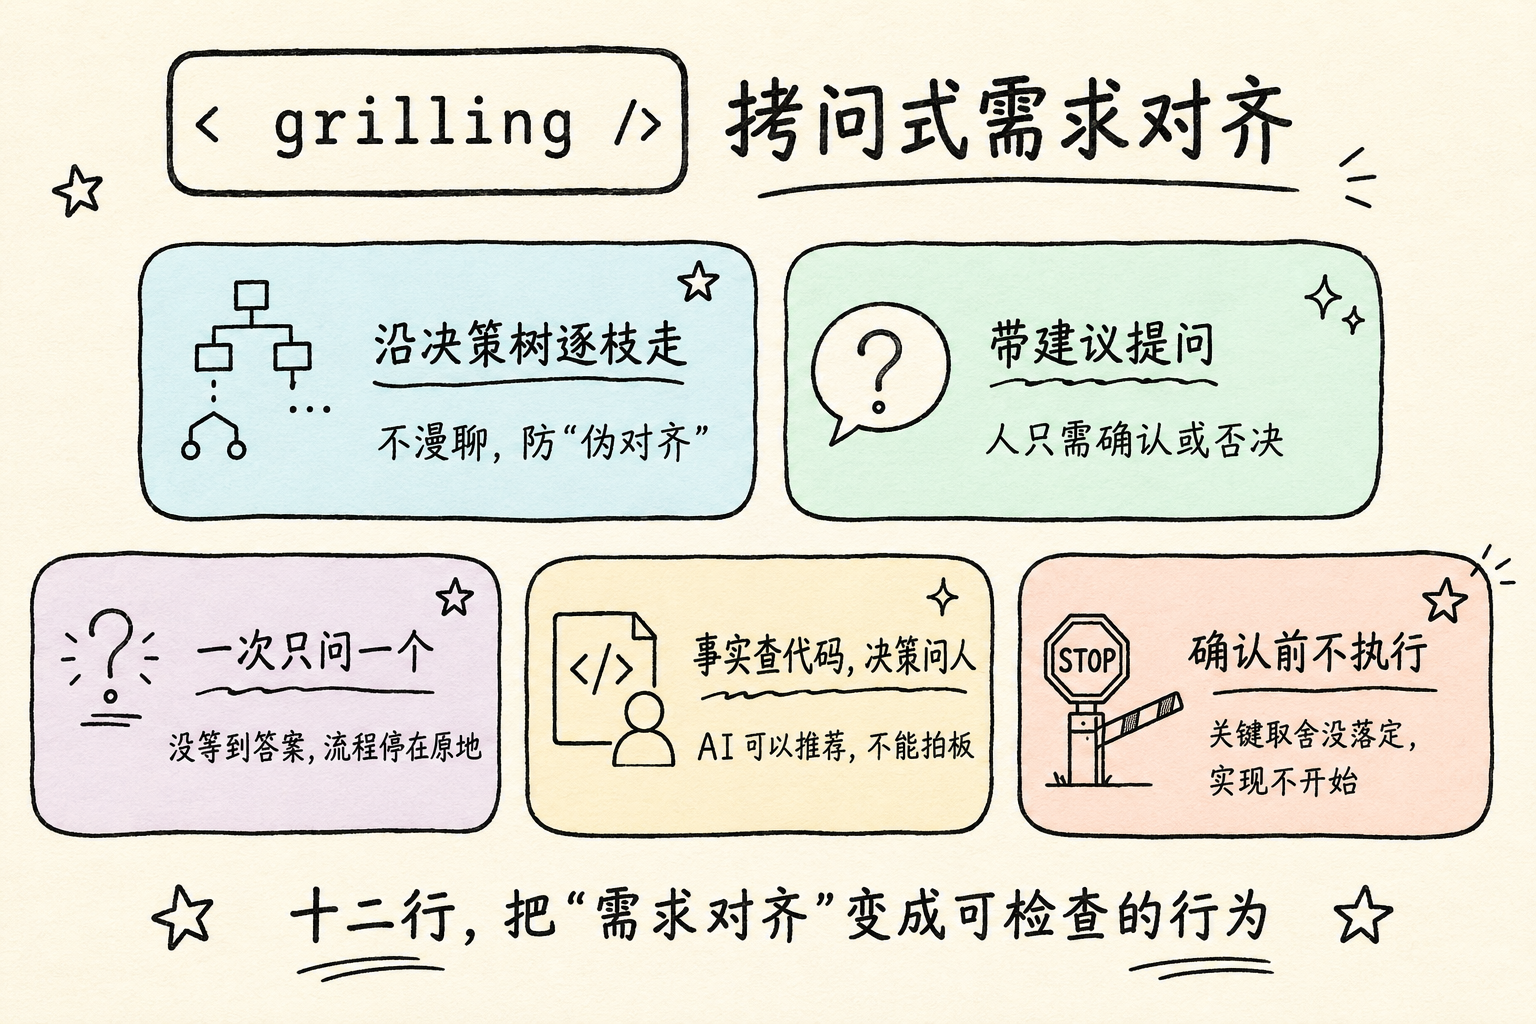 < grilling />
拷问式需求对齐
沿决策树逐枝走
不漫聊，防“伪对齐”
带建议提问
人只需确认或否决
一次只问一个
没等到答案，流程停在原地
</>
事实查代码，决策问人
AI 可以推荐，不能拍板
STOP
确认前不执行
关键取舍没落定，
实现不开始
十二行，把“需求对齐”变成可检查的行为